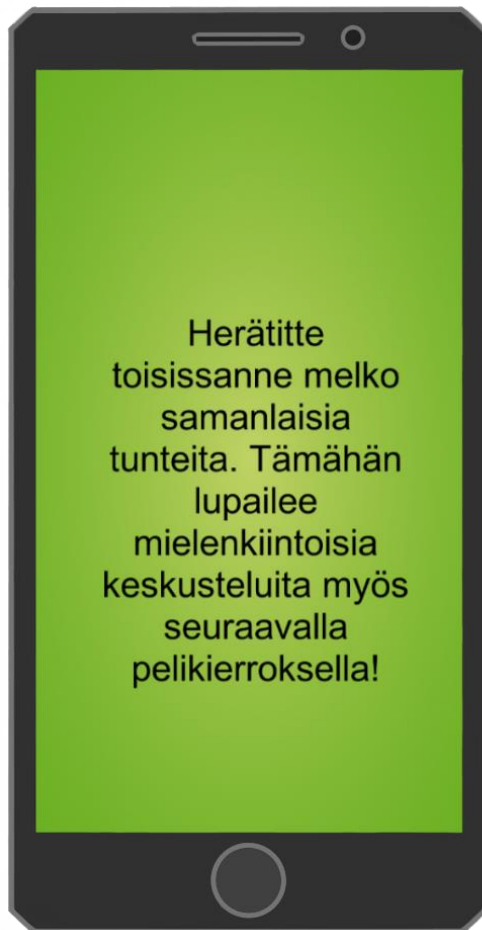 Herätitte
toisissanne melko
samanlaisia
tunteita. Tämähän
lupailee
mielenkiintoisia
keskusteluita myös
seuraavalla
pelikierroksella!